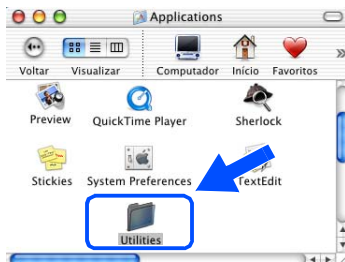 Applications
Voltar Visualizar Computador Início Favoritos
Preview QuickTime Player Sherlock
Stickies System Preferences TextEdit
Utilities